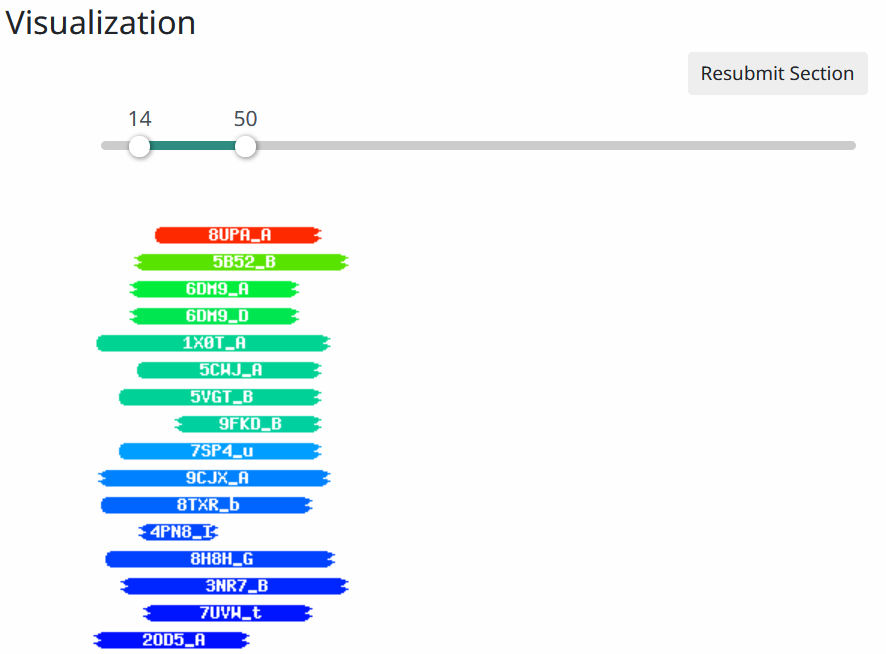 Visualization
Resubmit Section
14 50
8UPA_A
5B52_B
6DM9_A
6DM9_D
1X0T_A
5CWJ_A
5VGT_B
9FKD_B
7SP4_u
9CJX_A
8TXR_b
4PN8_I
8H8H_G
3NR7_B
7UVW_t
2OD5_A